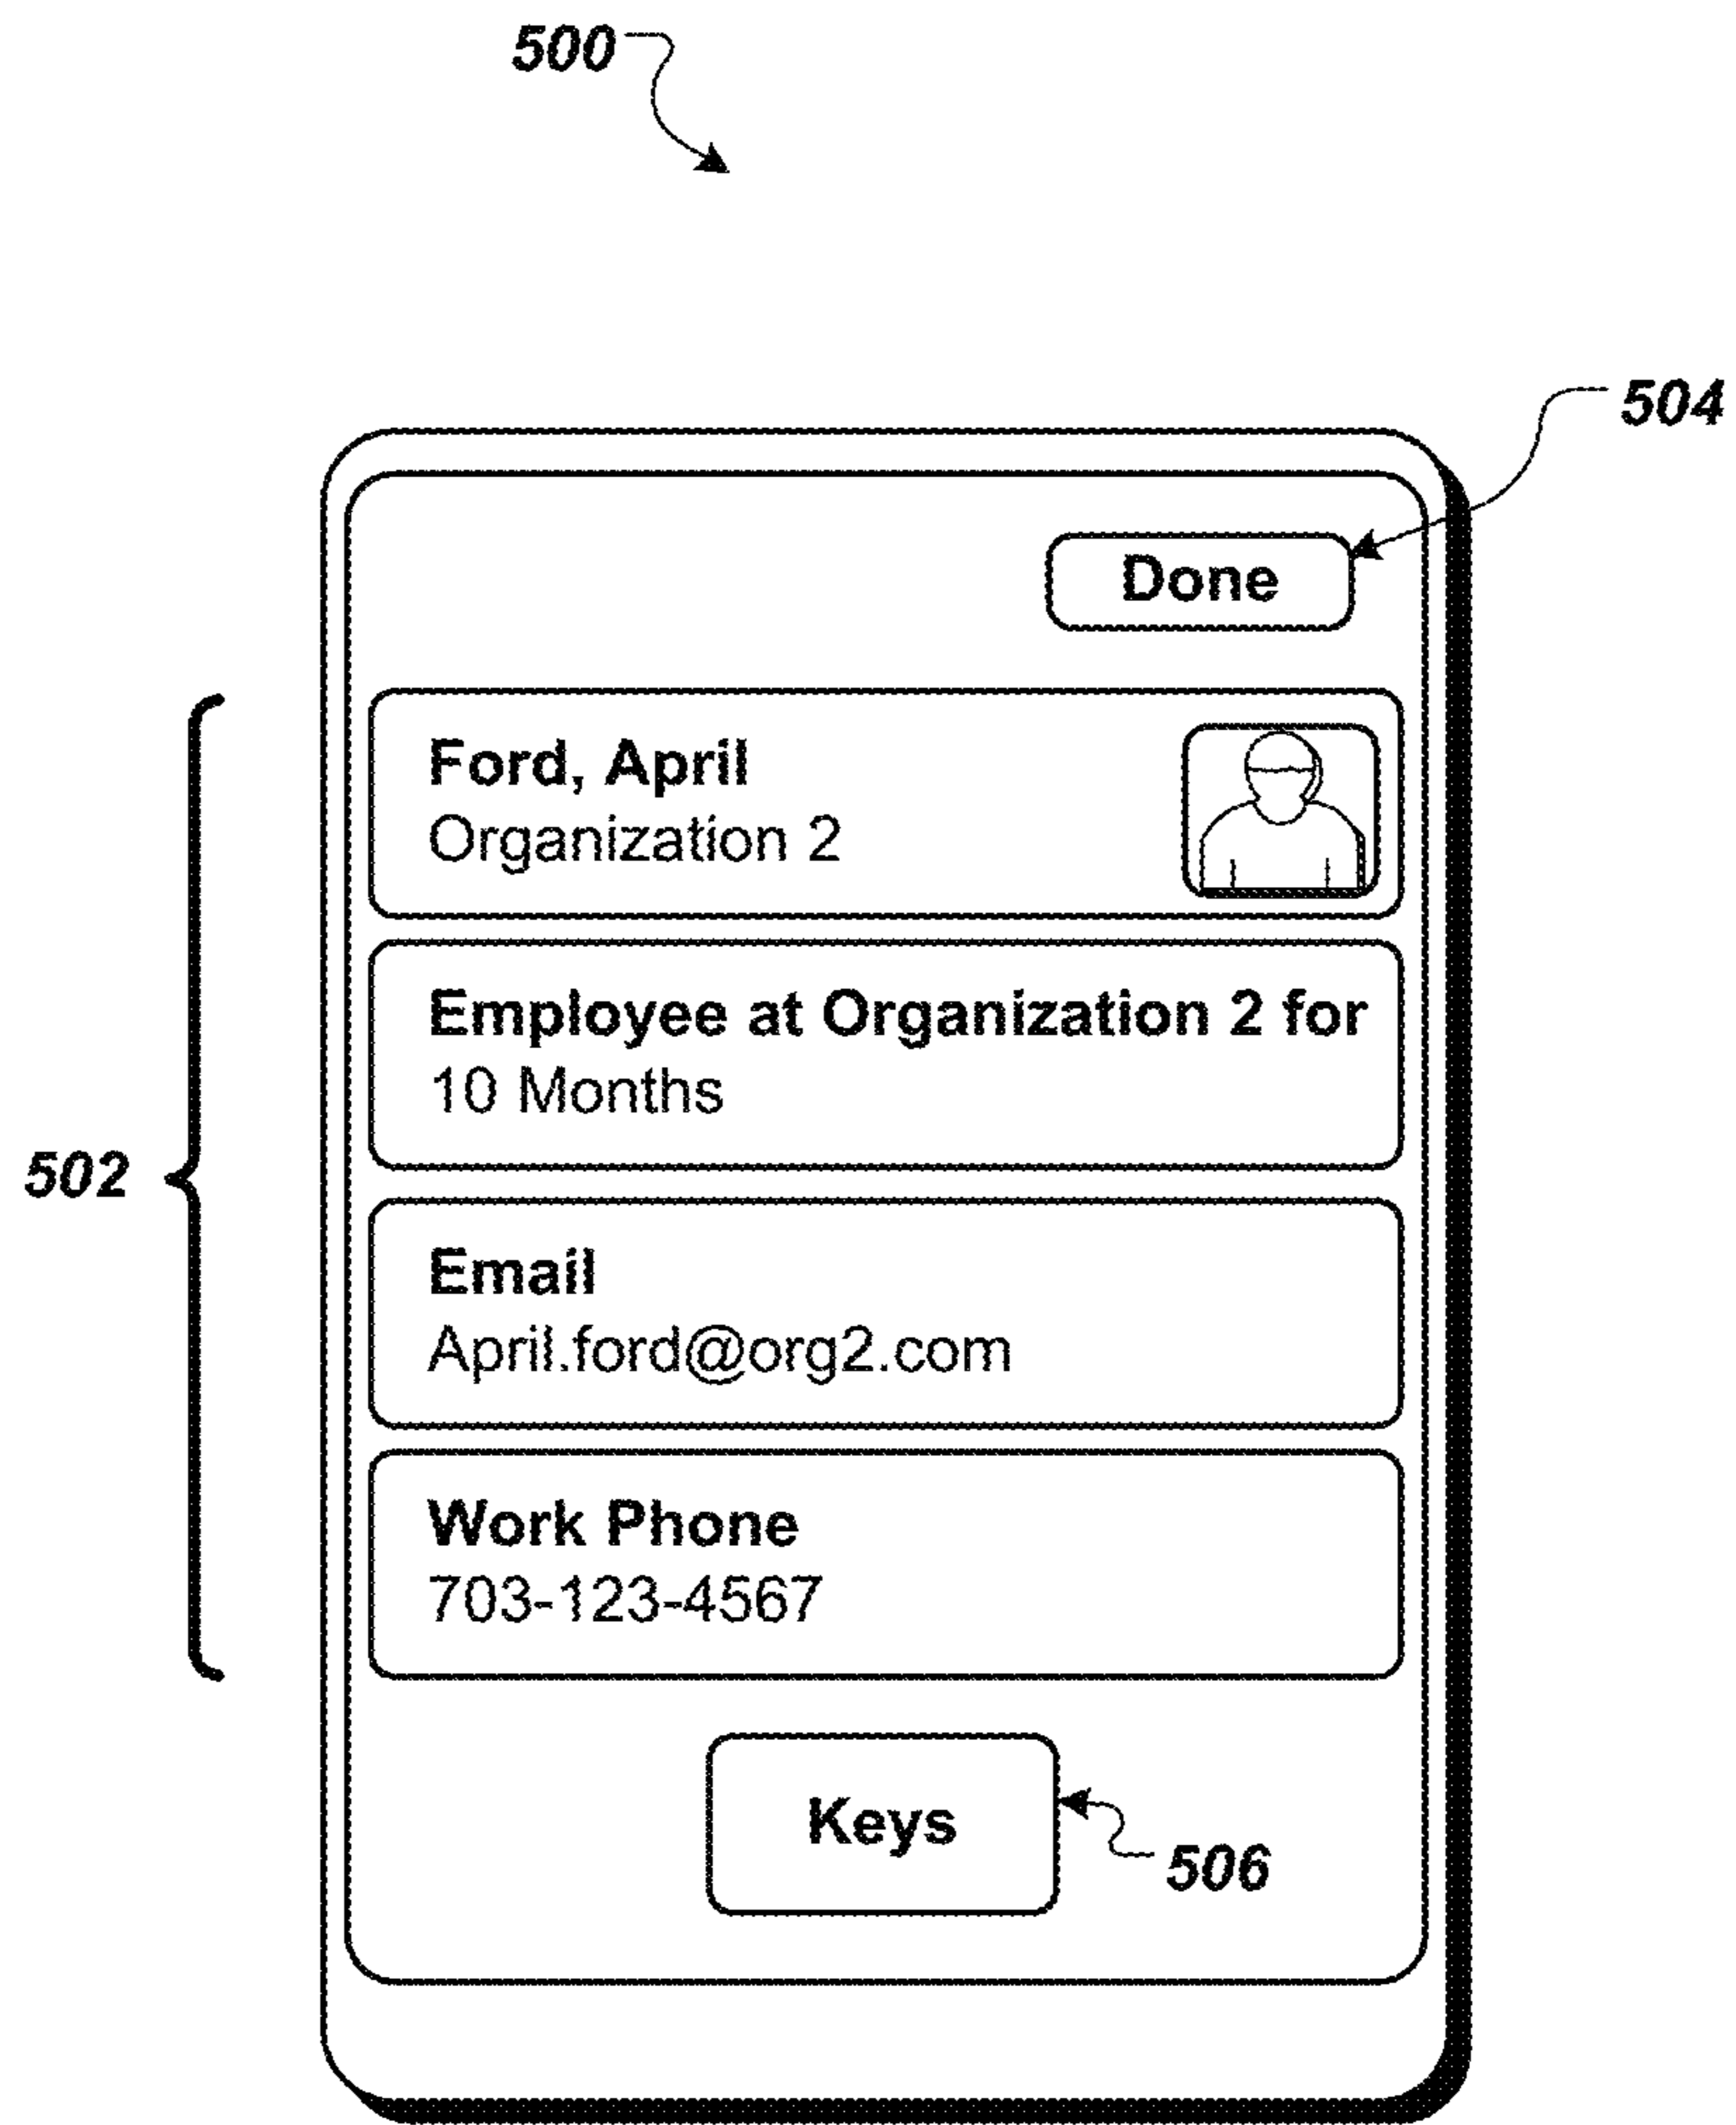 500
504
Done
Ford, April
Organization 2
Employee at Organization 2 for
10 Months
502
Email
April.ford@org2.com
Work Phone
703-123-4567
Keys
506